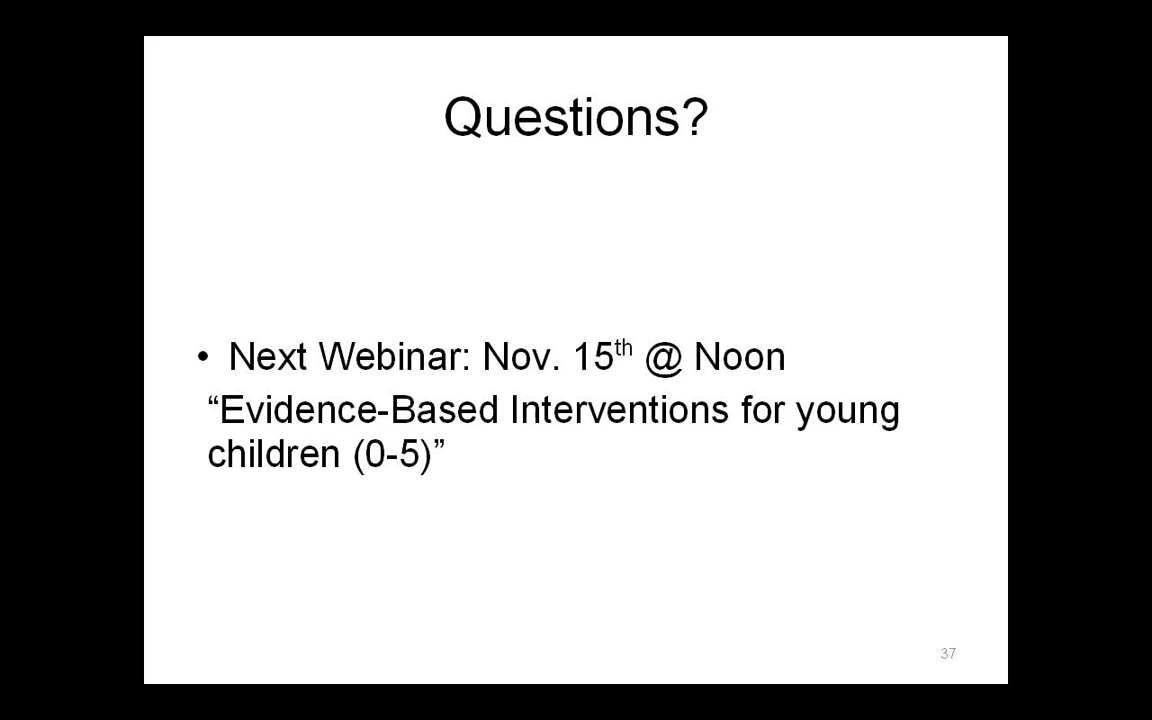 Questions?
• Next Webinar: Nov. 15th @ Noon
“Evidence-Based Interventions for young
children (0-5)”
37